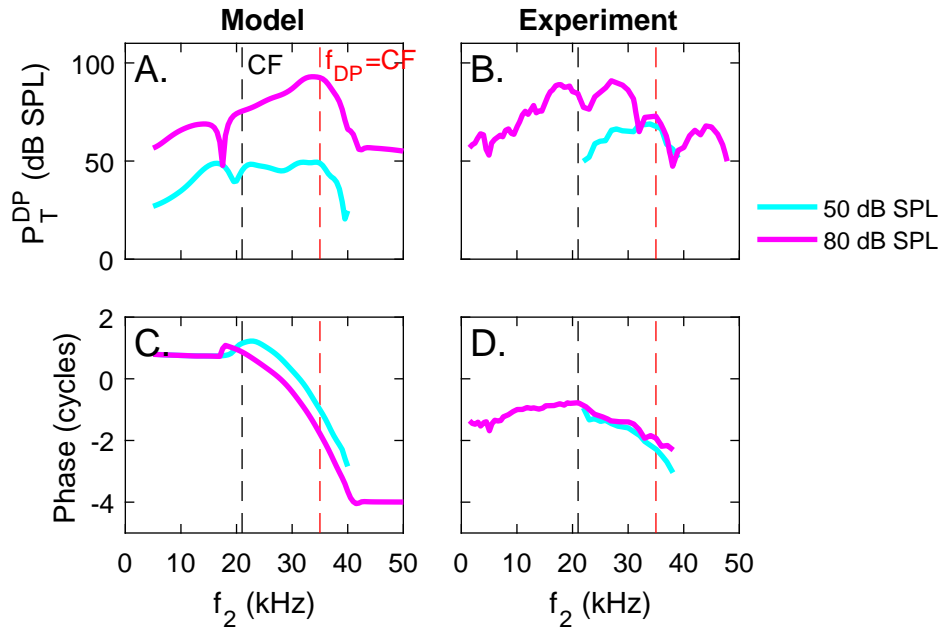 Model
Experiment
A.
CF
f_DP=CF
B.
100
50
0
P_T^DP (dB SPL)
50 dB SPL
80 dB SPL
C.
D.
2
0
-2
-4
Phase (cycles)
0 10 20 30 40 50
0 10 20 30 40 50
f_2 (kHz)
f_2 (kHz)